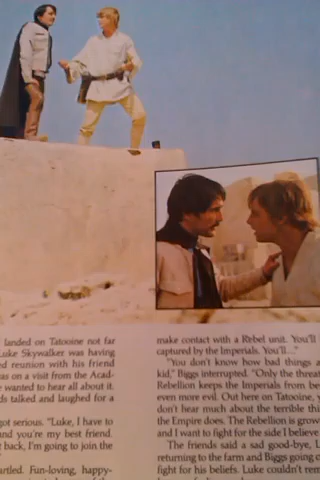 landed on Tatooine not far
Luke Skywalker was having
ed reunion with his friend
as on a visit from the Acad-
wanted to hear all about it.
ds talked and laughed for a
got serious. "Luke, I have to
nd you're my best friend.
back, I'm going to join the
artled. Fun-loving, happy-
make contact with a Rebel unit. You'll
captured by the Imperials. You'll..."
"You don't know how bad things a
kid," Biggs interrupted. "Only the threat
Rebellion keeps the Imperials from be
even more evil. Out here on Tatooine, y
don't hear much about the terrible thi
the Empire does. The Rebellion is grow
and I want to fight for the side I believe
The friends said a sad good-bye, L
returning to the farm and Biggs going o
fight for his beliefs. Luke couldn't rem